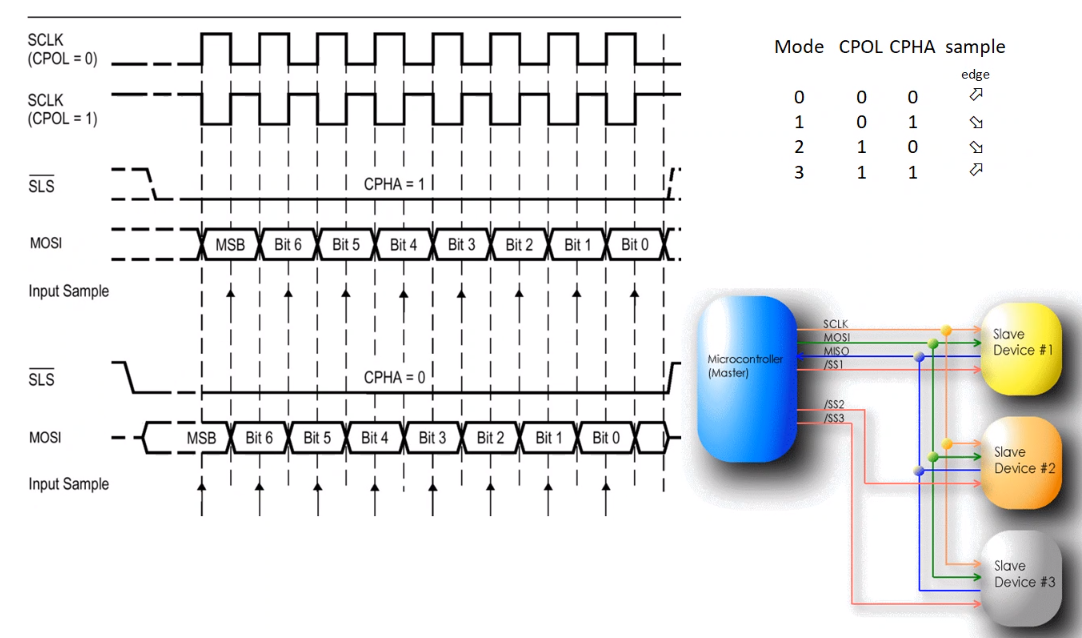 SCLK
(CPOL = 0)
SCLK
(CPOL = 1)
SLS
CPHA = 1
MOSI
MSB Bit 6 Bit 5 Bit 4 Bit 3 Bit 2 Bit 1 Bit 0
Input Sample
SLS
CPHA = 0
MOSI
MSB Bit 6 Bit 5 Bit 4 Bit 3 Bit 2 Bit 1 Bit 0
Input Sample
Mode CPOL CPHA sample
edge
0 0 0 ⬀
1 0 1 ⬂
2 1 0 ⬂
3 1 1 ⬀
Microcontroller
(Master)
SCLK
MOSI
MISO
/SS1
/SS2
/SS3
Slave
Device #1
Slave
Device #2
Slave
Device #3